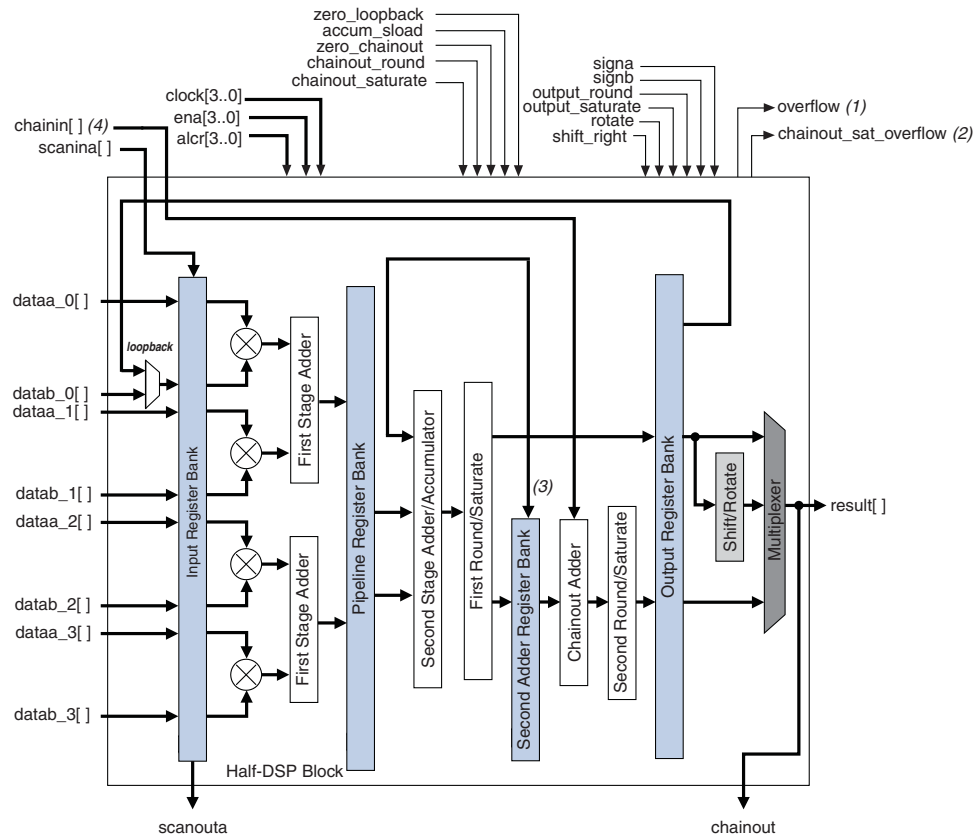 zero_loopback
accum_sload
zero_chainout
chainout_round
chainout_saturate
signa
signb
output_round
output_saturate
rotate
shift_right
clock[3..0]
ena[3..0]
alcr[3..0]
overflow (1)
chainout_sat_overflow (2)
chainin[ ] (4)
scanina[ ]
dataa_0[ ]
loopback
datab_0[ ]
dataa_1[ ]
datab_1[ ]
dataa_2[ ]
datab_2[ ]
dataa_3[ ]
datab_3[ ]
Input Register Bank
First Stage Adder
First Stage Adder
Pipeline Register Bank
Second Stage Adder/Accumulator
First Round/Saturate
(3)
Second Adder Register Bank
Chainout Adder
Second Round/Saturate
Output Register Bank
Shift/Rotate
Multiplexer
result[ ]
Half-DSP Block
scanouta
chainout